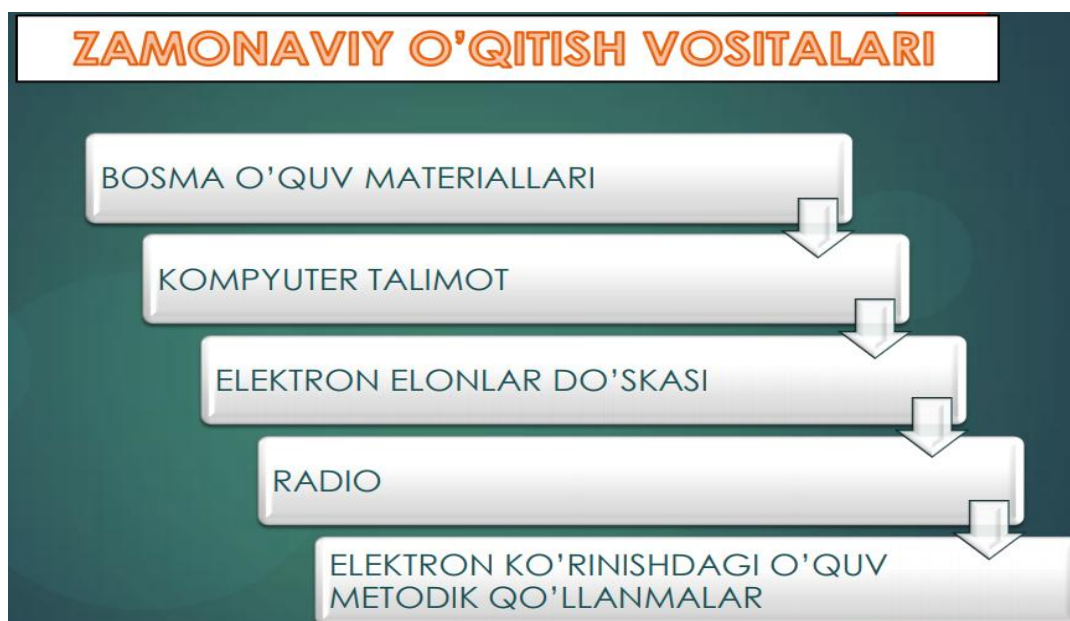 ZAMONAVIY O'QITISH VOSITALARI
BOSMA O'QUV MATERIALLARI
KOMPYUTER TALIMOT
ELEKTRON ELONLAR DO'SKASI
RADIO
ELEKTRON KO'RINISHDAGI O'QUV
METODIK QO'LLANMALAR